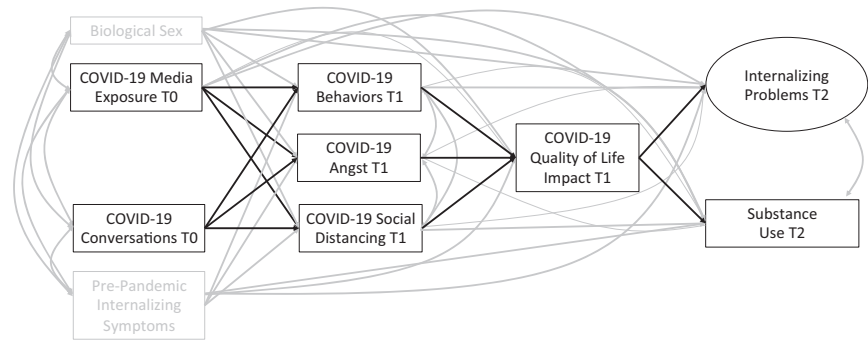 Biological Sex
COVID-19 Media
Exposure T0
COVID-19
Conversations T0
Pre-Pandemic
Internalizing
Symptoms
COVID-19
Behaviors T1
COVID-19
Angst T1
COVID-19 Social
Distancing T1
COVID-19
Quality of Life
Impact T1
Internalizing
Problems T2
Substance
Use T2